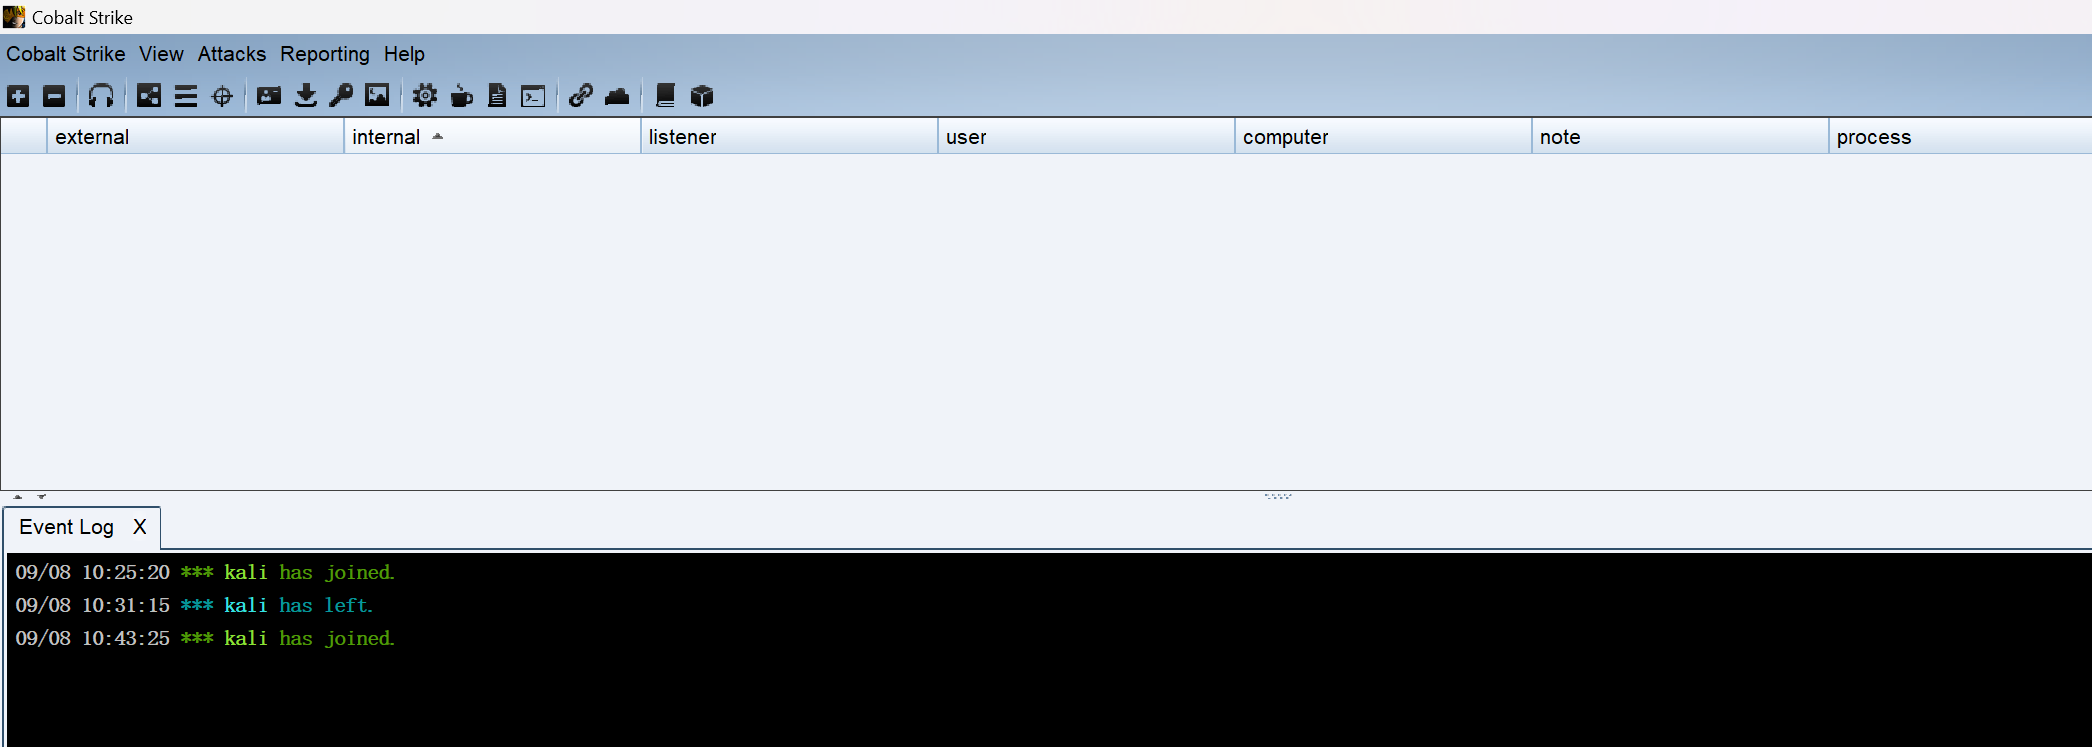 Cobalt Strike
Cobalt Strike View Attacks Reporting Help
external internal listener user computer note process
Event Log X
09/08 10:25:20 *** kali has joined.
09/08 10:31:15 *** kali has left.
09/08 10:43:25 *** kali has joined.